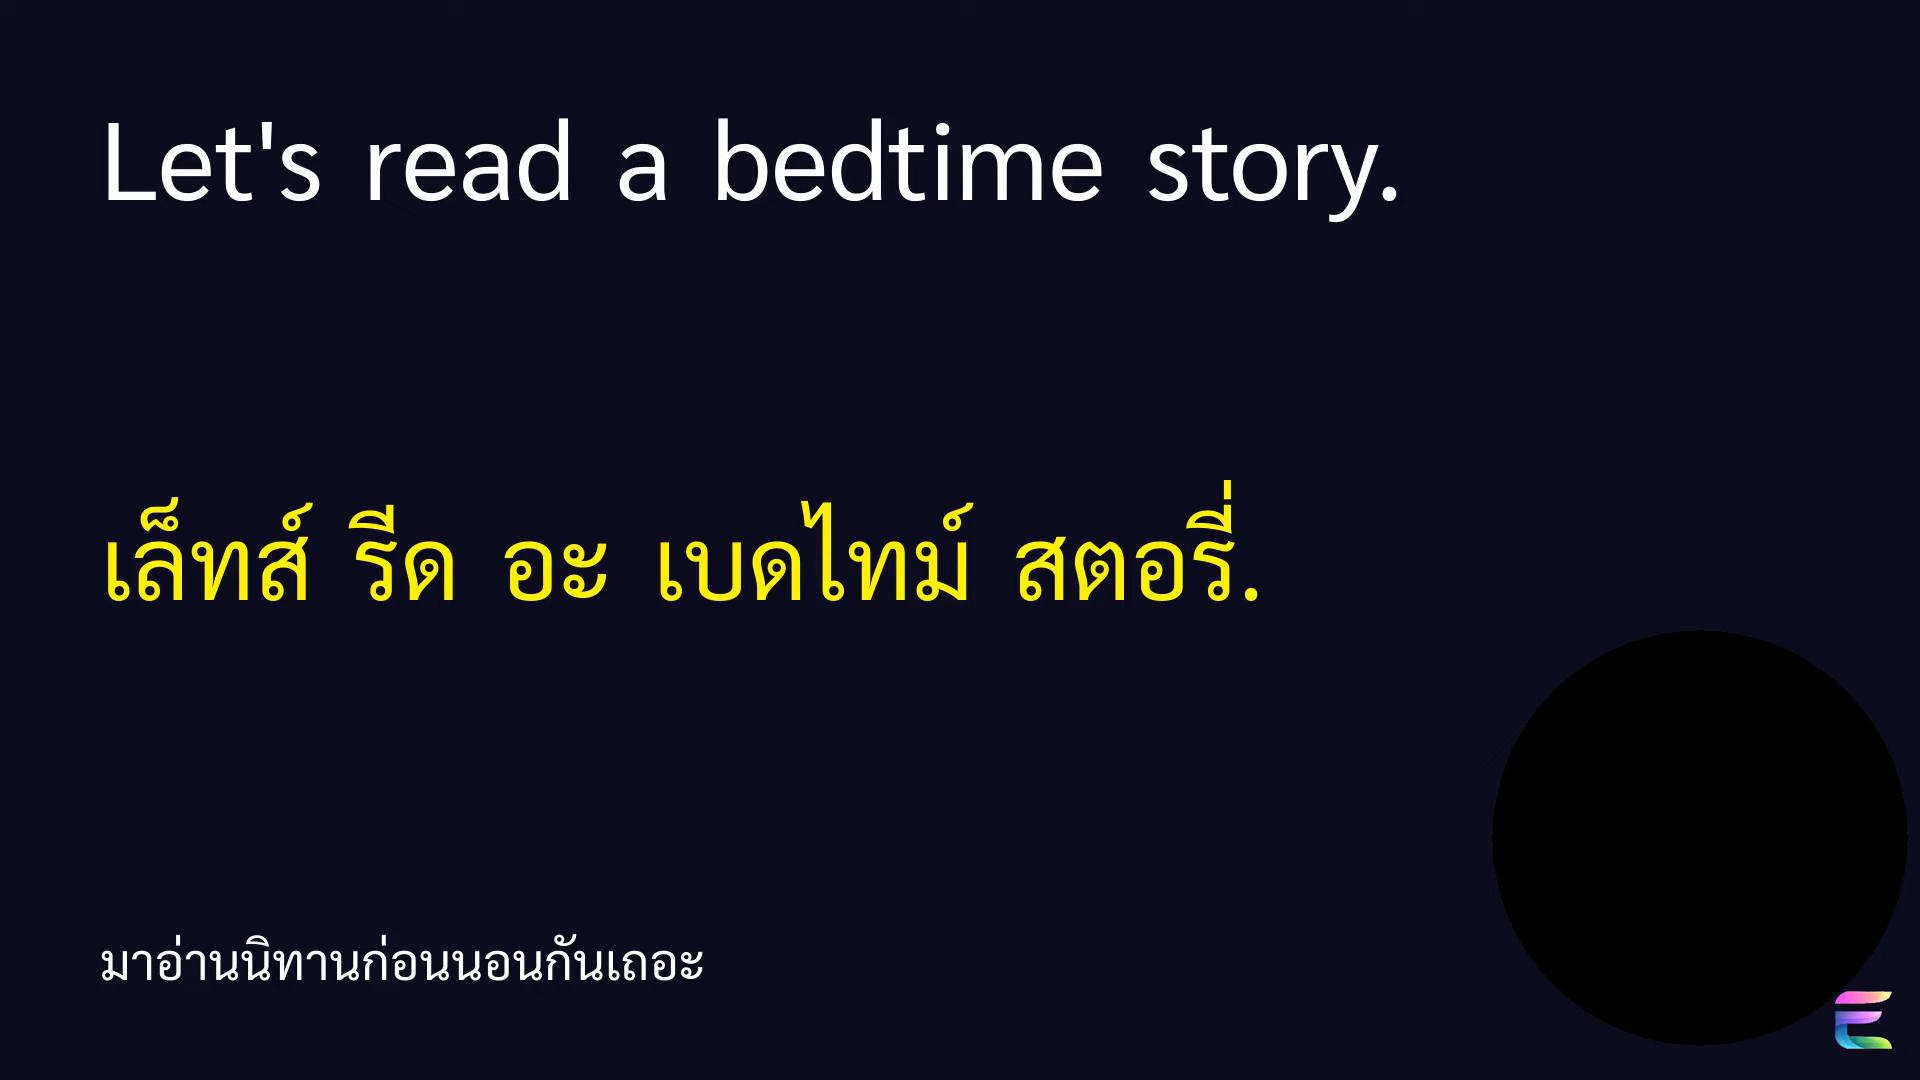 Let's read a bedtime story.
เล็ทส์ รีด อะ เบดไทม์ สตอรี่.
มาอ่านนิทานก่อนนอนกันเถอะ